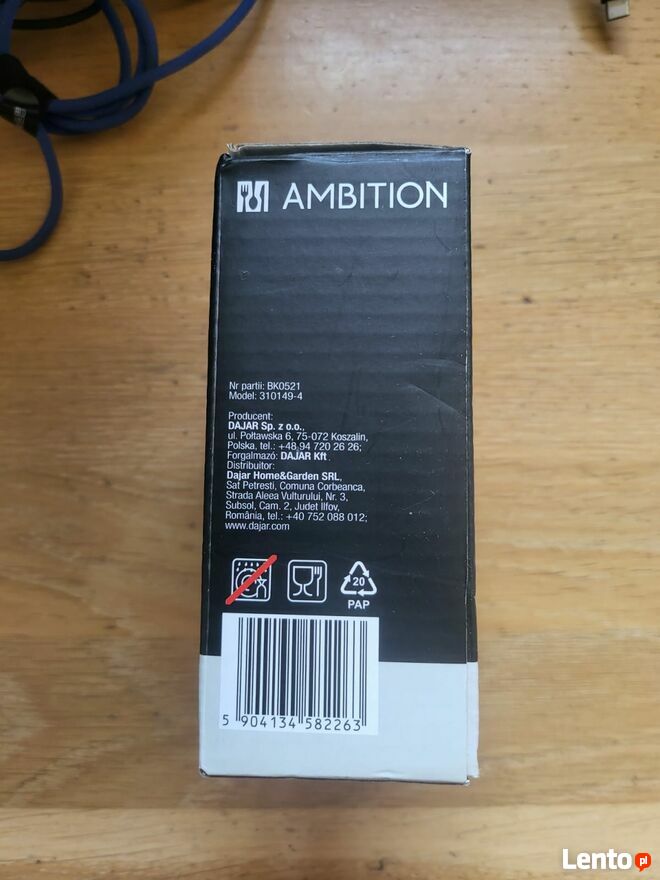 AMBITION
Nr partii: BK0521
Model: 310149-4
Producent:
DAJAR Sp. z o.o.,
ul. Połtawska 6, 75-072 Koszalin,
Polska, tel.: +48 94 720 26 26;
Forgalmazó: DAJAR Kft
Distribuitor:
Dajar Home&Garden SRL,
Sat Petresti, Comuna Corbeanca,
Strada Aleea Vulturului, Nr. 3,
Subsol, Cam. 2, Judet Ilfov,
România, tel.: +40 752 088 012;
www.dajar.com
20
PAP
5 904134 582263
Lento pl